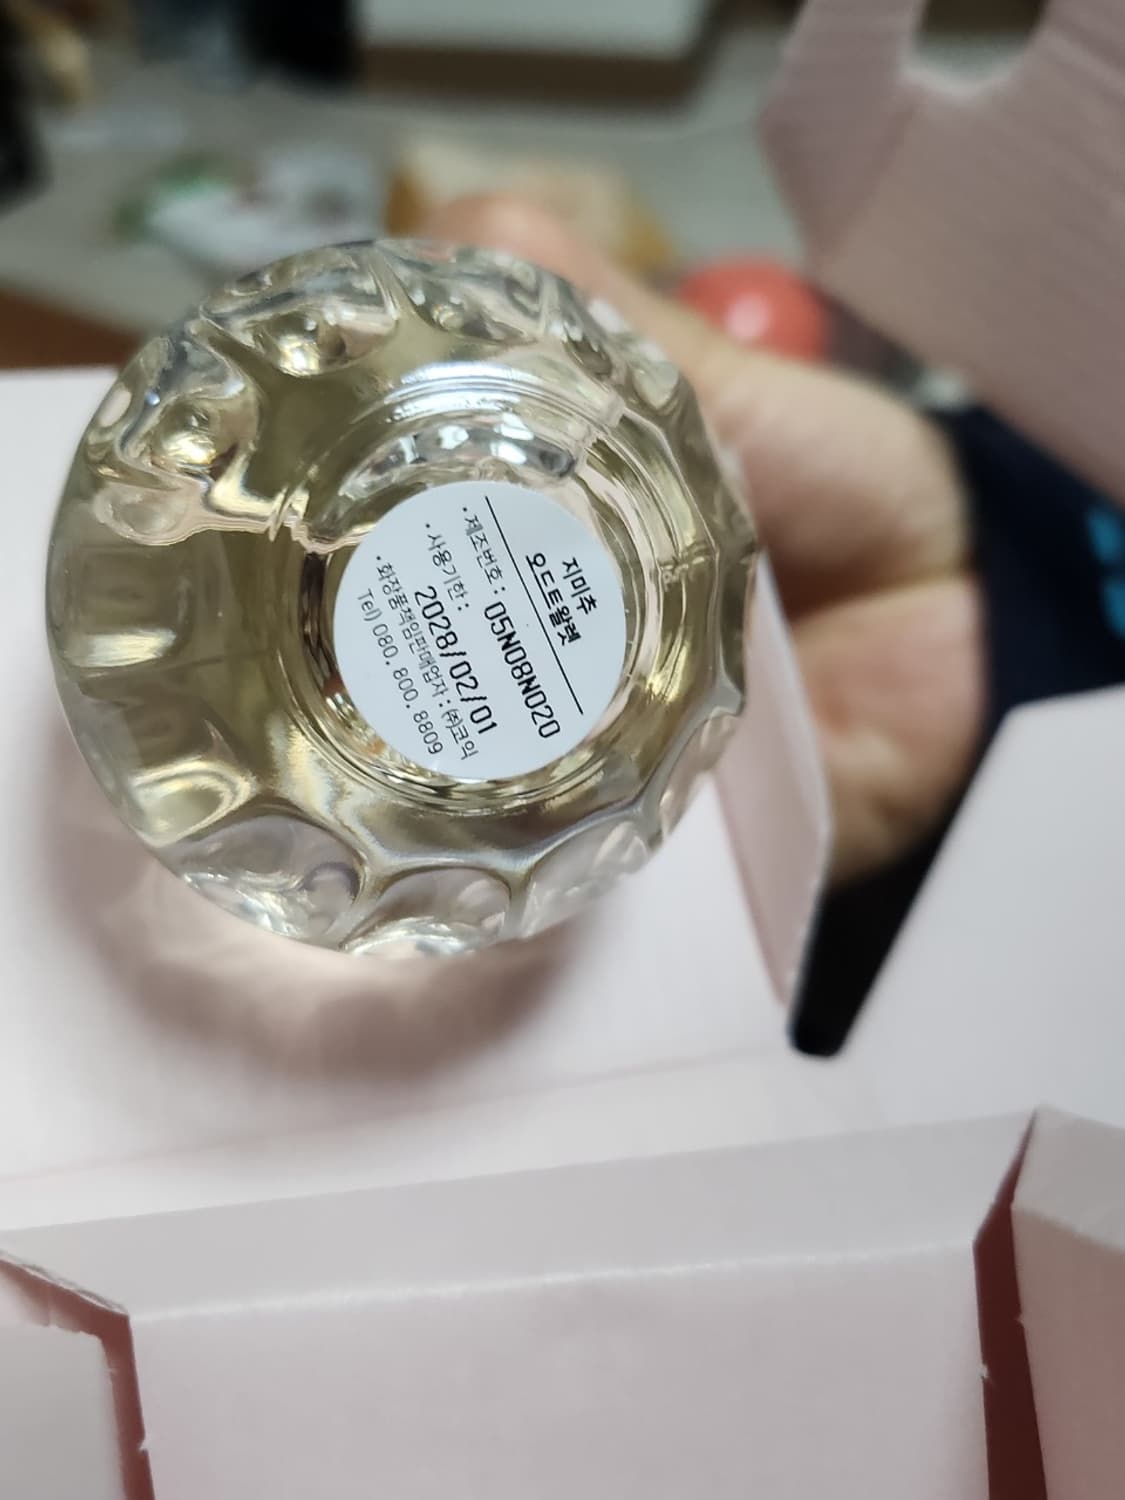 지미추
오드트왈렛
·제조번호 : 05N08N020
·사용기한 :
2028/02/01
·화장품책임판매업자 : ㈜코익
Tel) 080. 800. 8809